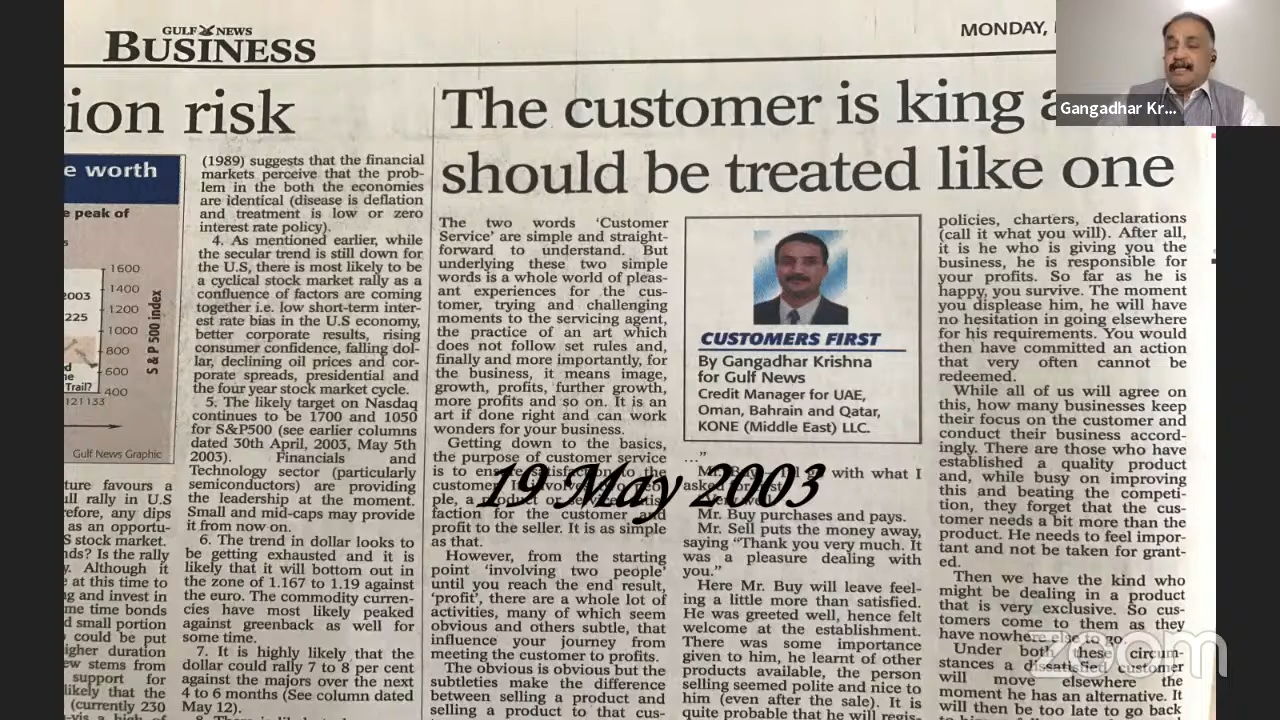 GULF NEWS
BUSINESS
MONDAY,
Gangadhar Kr...
ion risk
e worth
e peak of
s
2003
225
d
ne
Trail?
1600
1400
1200
1000
800
600
400
S & P 500 index
121133
Gulf News Graphic
ture favours a
ull rally in U.S
refore, any dips
as an opportu-
S stock market.
nds? Is the rally
y. Although it
e at this time to
g and invest in
me time bonds
d small portion
could be put
igher duration
ew stems from
support for
likely that the
(currently 230
(1989) suggests that the financial
markets perceive that the prob-
lem in the both the economies
are identical (disease is deflation
and treatment is low or zero
interest rate policy).
4. As mentioned earlier, while
the secular trend is still down for
the U.S, there is most likely to be
a cyclical stock market rally as a
confluence of factors are coming
together i.e. low short-term inter-
est rate bias in the U.S economy,
better corporate results, rising
consumer confidence, falling dol-
lar, declining oil prices and cor-
porate spreads, presidential and
the four year stock market cycle.
5. The likely target on Nasdaq
continues to be 1700 and 1050
for S&P500 (see earlier columns
dated 30th April, 2003, May 5th
2003). Financials and
Technology sector (particularly
semiconductors) are providing
the leadership at the moment.
Small and mid-caps may provide
it from now on.
6. The trend in dollar looks to
be getting exhausted and it is
likely that it will bottom out in
the zone of 1.167 to 1.19 against
the euro. The commodity curren-
cies have most likely peaked
against greenback as well for
some time.
7. It is highly likely that the
dollar could rally 7 to 8 per cent
against the majors over the next
4 to 6 months (See column dated
May 12).
The customer is king a
should be treated like one
The two words ‘Customer
Service’ are simple and straight-
forward to understand. But
underlying these two simple
words is a whole world of pleas-
ant experiences for the cus-
tomer, trying and challenging
moments to the servicing agent,
the practice of an art which
does not follow set rules and,
finally and more importantly, for
the business, it means image,
growth, profits, further growth,
more profits and so on. It is an
art if done right and can work
wonders for your business.
Getting down to the basics,
the purpose of customer service
is to the
customer.
ple, a product or
faction for the customer and
profit to the seller. It is as simple
as that.
However, from the starting
point ‘involving two people’
until you reach the end result,
‘profit’, there are a whole lot of
activities, many of which seem
obvious and others subtle, that
influence your journey from
meeting the customer to profits.
The obvious is obvious but the
subtleties make the difference
between selling a product and
selling a product to that cus-
19 May 2003
CUSTOMERS FIRST
By Gangadhar Krishna
for Gulf News
Credit Manager for UAE,
Oman, Bahrain and Qatar,
KONE (Middle East) LLC.
...”
with what I
Mr. Buy purchases and pays.
Mr. Sell puts the money away,
saying “Thank you very much. It
was a pleasure dealing with
you.”
Here Mr. Buy will leave feel-
ing a little more than satisfied.
He was greeted well, hence felt
welcome at the establishment.
There was some importance
given to him, he learnt of other
products available, the person
selling seemed polite and nice to
him (even after the sale). It is
quite probable that he will regis-
policies, charters, declarations
(call it what you will). After all,
it is he who is giving you the
business, he is responsible for
your profits. So far as he is
happy, you survive. The moment
you displease him, he will have
no hesitation in going elsewhere
for his requirements. You would
then have committed an action
that very often cannot be
redeemed.
While all of us will agree on
this, how many businesses keep
their focus on the customer and
conduct their business accord-
ingly. There are those who have
established a quality product
and, while busy on improving
this and beating the competi-
tion, they forget that the cus-
tomer needs a bit more than the
product. He needs to feel impor-
tant and not be taken for grant-
ed.
Then we have the kind who
might be dealing in a product
that is very exclusive. So cus-
tomers come to them as they
have nowhere else to go
Under both these circum-
stances a dissatisfied customer
will move elsewhere the
moment he has an alternative. It
will then be too late to go back
zoom